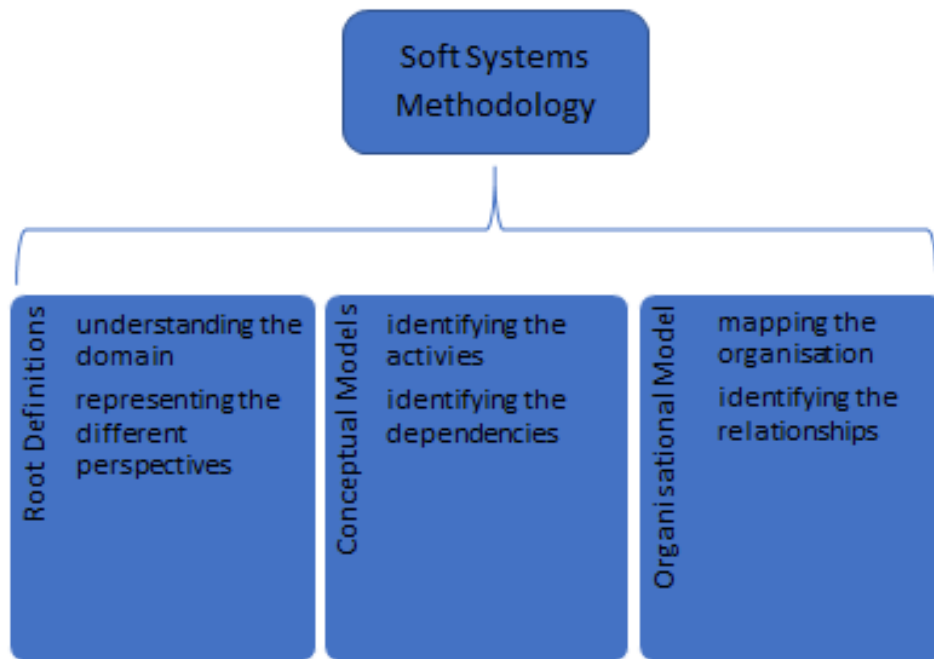 Soft Systems
Methodology
Root Definitions
understanding the
domain
representing the
different
perspectives
Conceptual Models
identifying the
activies
identifying the
dependencies
Organisational Model
mapping the
organisation
identifying the
relationships